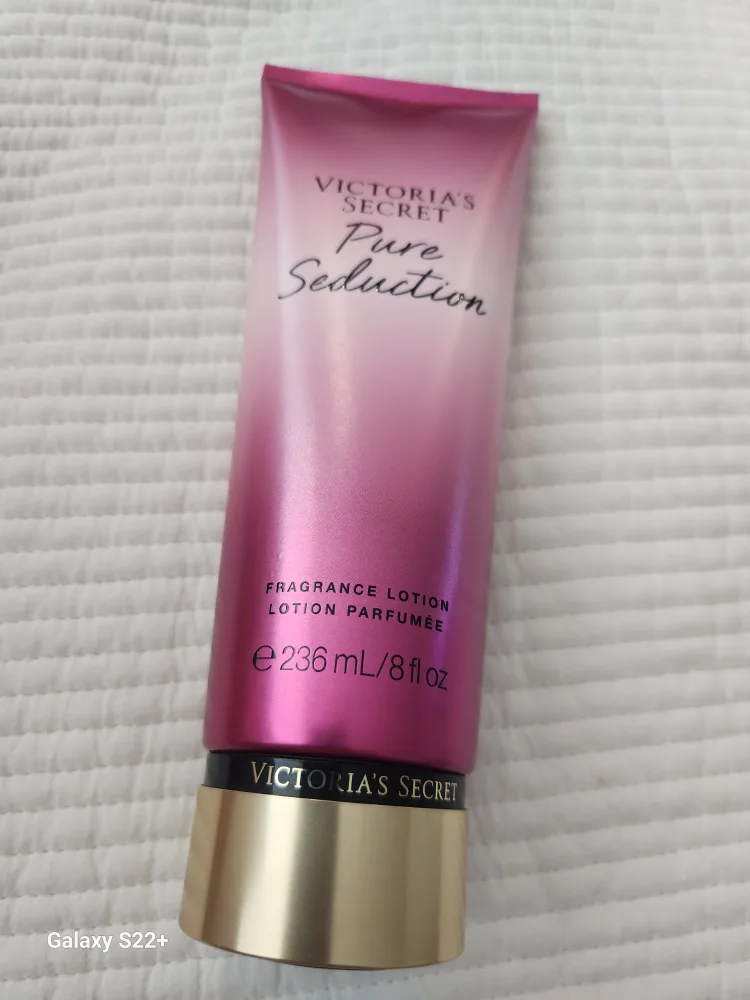 VICTORIA'S
SECRET
Pure
Seduction
FRAGRANCE LOTION
LOTION PARFUMÉE
℮ 236 mL/8 fl oz
VICTORIA'S SECRET
Galaxy S22+